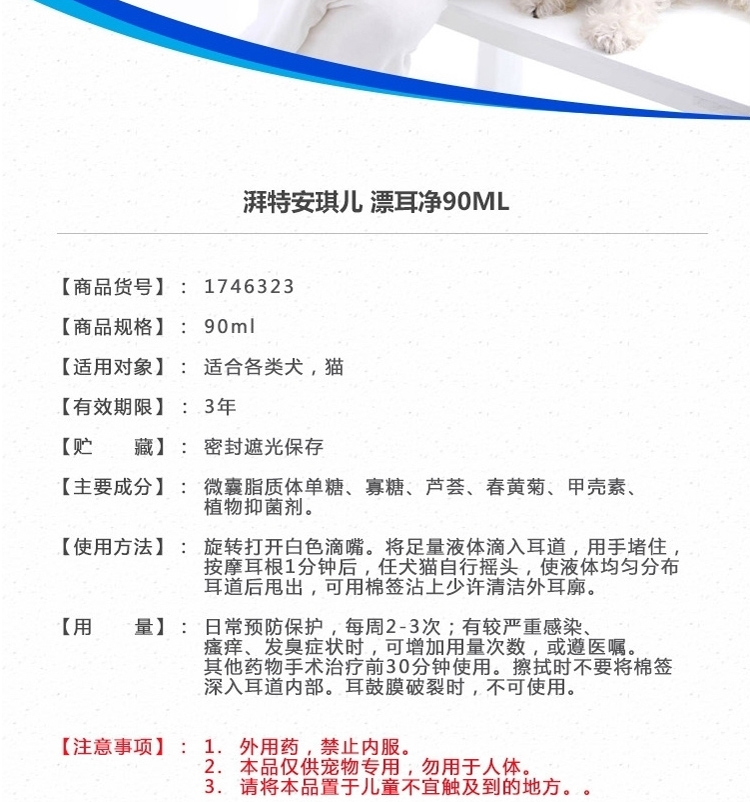 湃特安琪儿 漂耳净90ML
【商品货号】：1746323
【商品规格】：90ml
【适用对象】：适合各类犬，猫
【有效期限】：3年
【贮 藏】：密封遮光保存
【主要成分】：微囊脂质体单糖、寡糖、芦荟、春黄菊、甲壳素、
植物抑菌剂。
【使用方法】：旋转打开白色滴嘴。将足量液体滴入耳道，用手堵住，
按摩耳根1分钟后，任犬猫自行摇头，使液体均匀分布
耳道后甩出，可用棉签沾上少许清洁外耳廓。
【用 量】：日常预防保护，每周2-3次；有较严重感染、
瘙痒、发臭症状时，可增加用量次数，或遵医嘱。
其他药物手术治疗前30分钟使用。擦拭时不要将棉签
深入耳道内部。耳鼓膜破裂时，不可使用。
【注意事项】：1. 外用药，禁止内服。
2. 本品仅供宠物专用，勿用于人体。
3. 请将本品置于儿童不宜触及到的地方。。